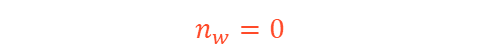 n_w = 0